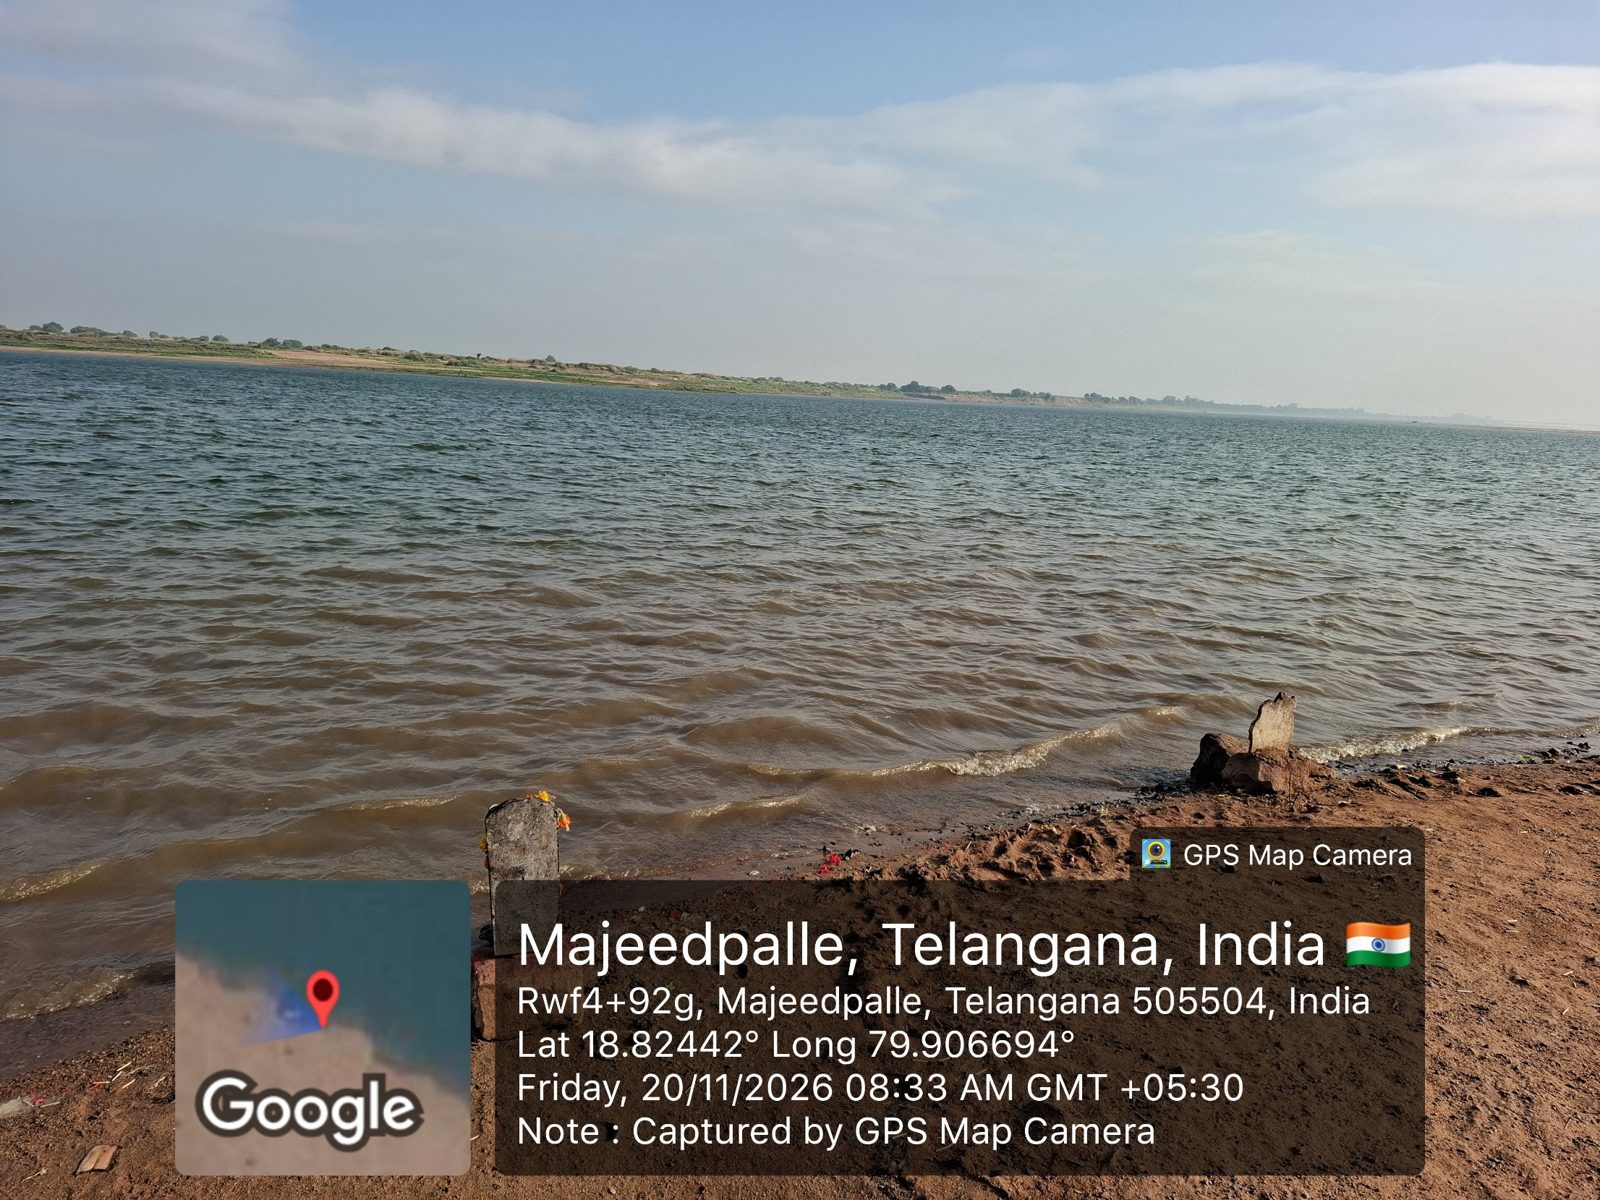 GPS Map Camera
Majeedpalle, Telangana, India
Rwf4+92g, Majeedpalle, Telangana 505504, India
Lat 18.82442° Long 79.906694°
Friday, 20/11/2026 08:33 AM GMT +05:30
Note : Captured by GPS Map Camera
Google